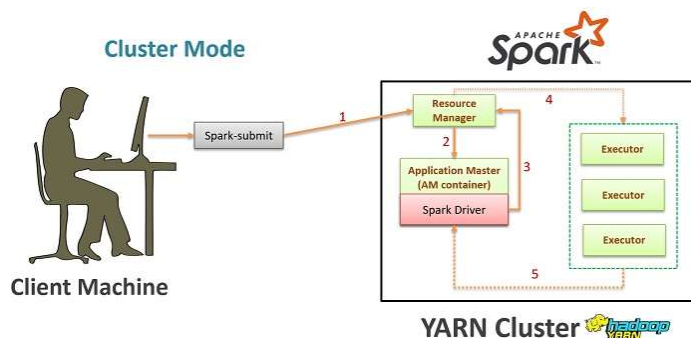 Cluster Mode
APACHE
Spark
TM
Resource
Manager
4
1
Spark-submit
2
3
Application Master
(AM container)
Spark Driver
Executor
Executor
Executor
5
Client Machine
YARN Cluster
hadoop
YARN